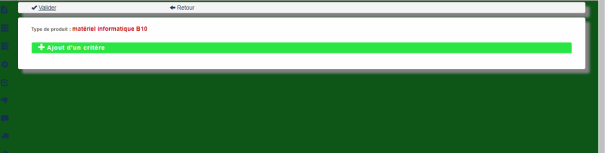 Valider Retour
Type de produit : matériel informatique B10
Ajout d'un critère